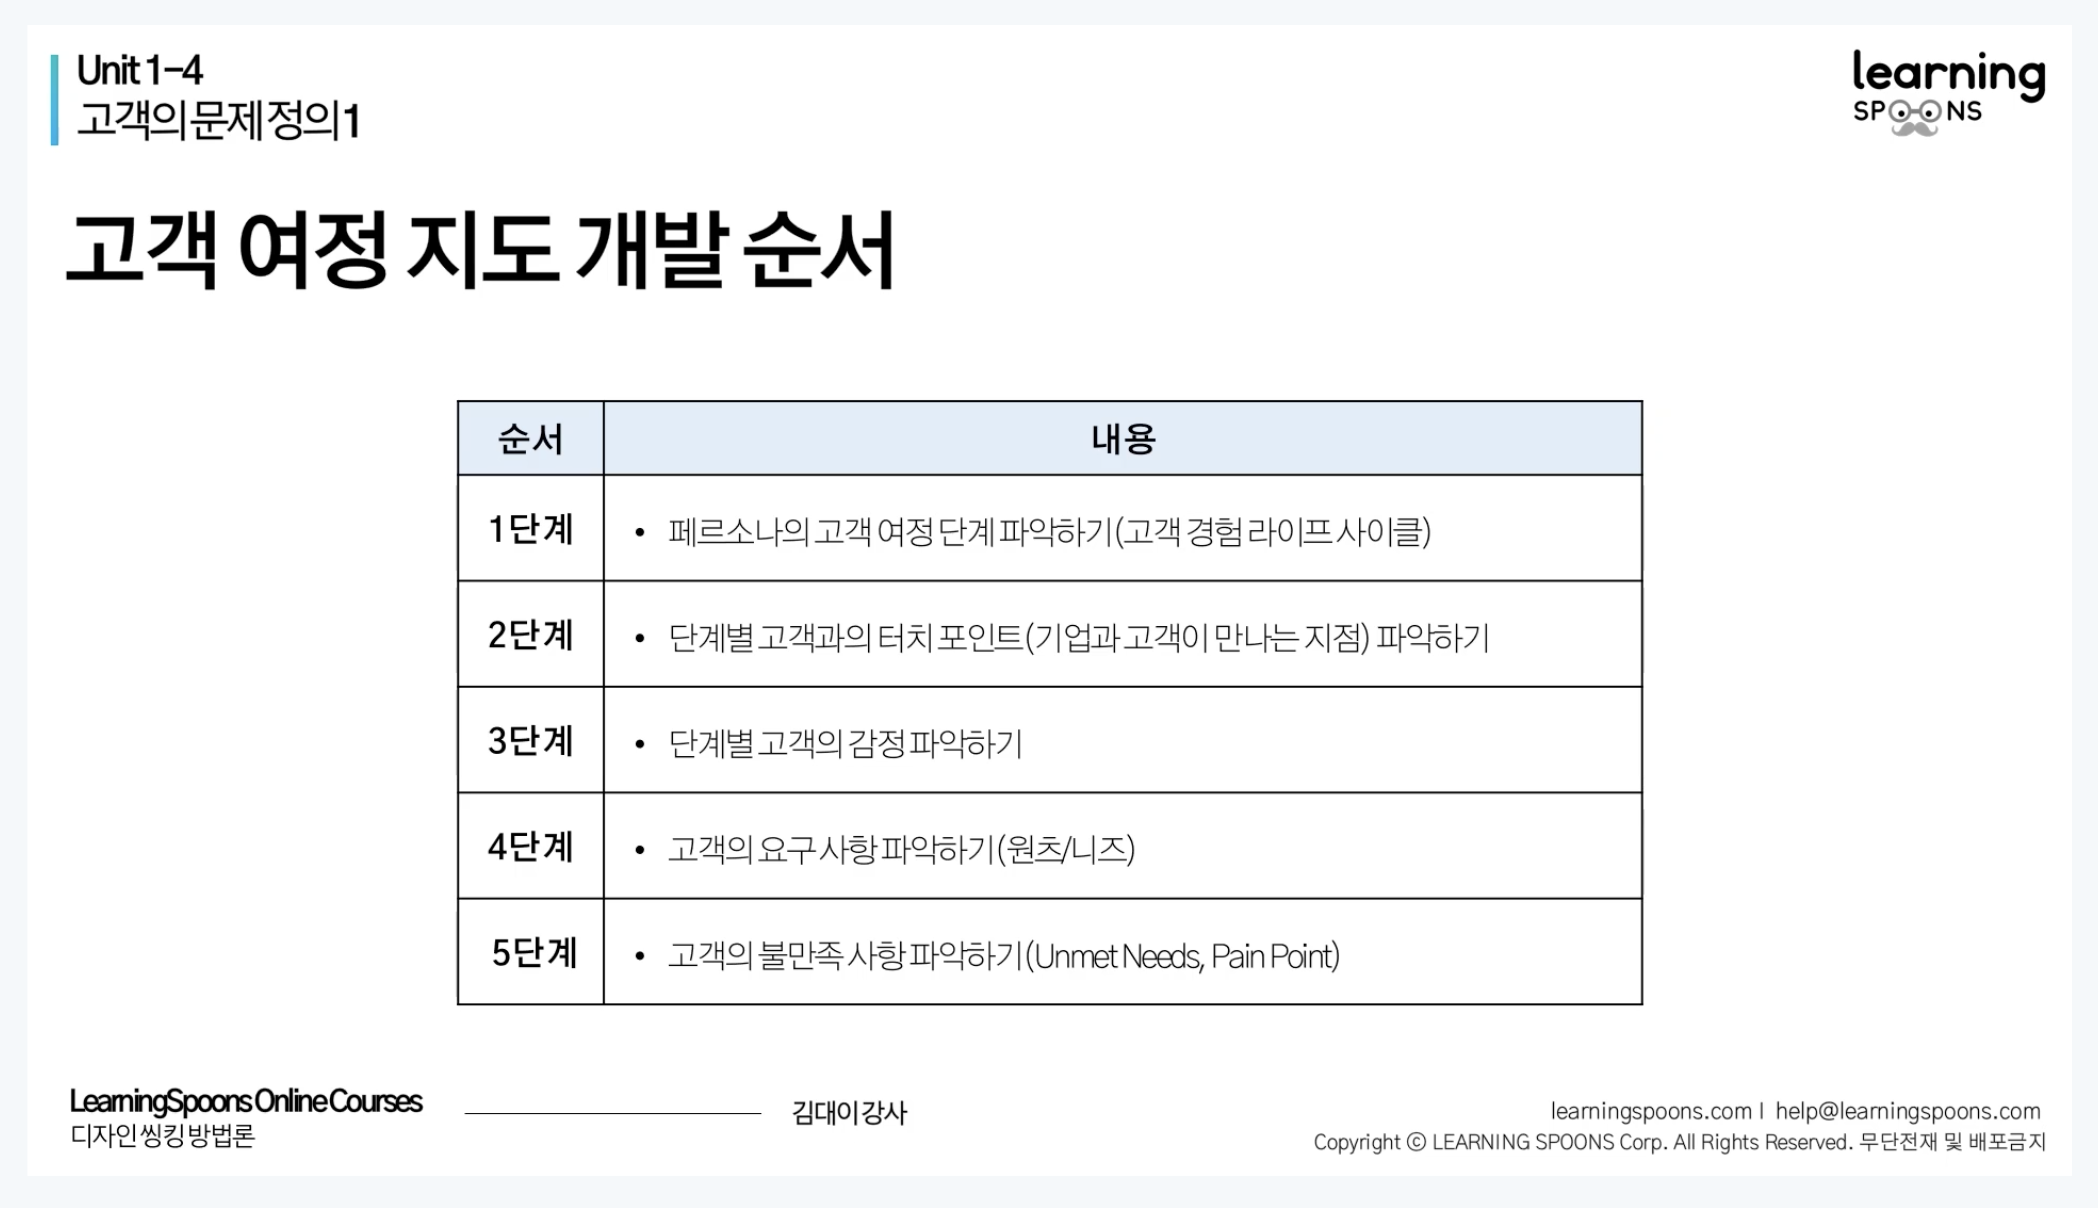 Unit 1-4
고객의 문제 정의1
learning
SPOONS
고객 여정 지도 개발 순서
순서 내용
1단계 • 페르소나의 고객 여정 단계 파악하기(고객 경험 라이프 사이클)
2단계 • 단계별 고객과의 터치 포인트(기업과 고객이 만나는 지점) 파악하기
3단계 • 단계별 고객의 감정 파악하기
4단계 • 고객의 요구 사항 파악하기(원츠/니즈)
5단계 • 고객의 불만족 사항 파악하기(Unmet Needs, Pain Point)
LearningSpoons Online Courses
디자인 씽킹 방법론
김대이 강사
learningspoons.com | help@learningspoons.com
Copyright ⓒ LEARNING SPOONS Corp. All Rights Reserved. 무단전재 및 배포금지